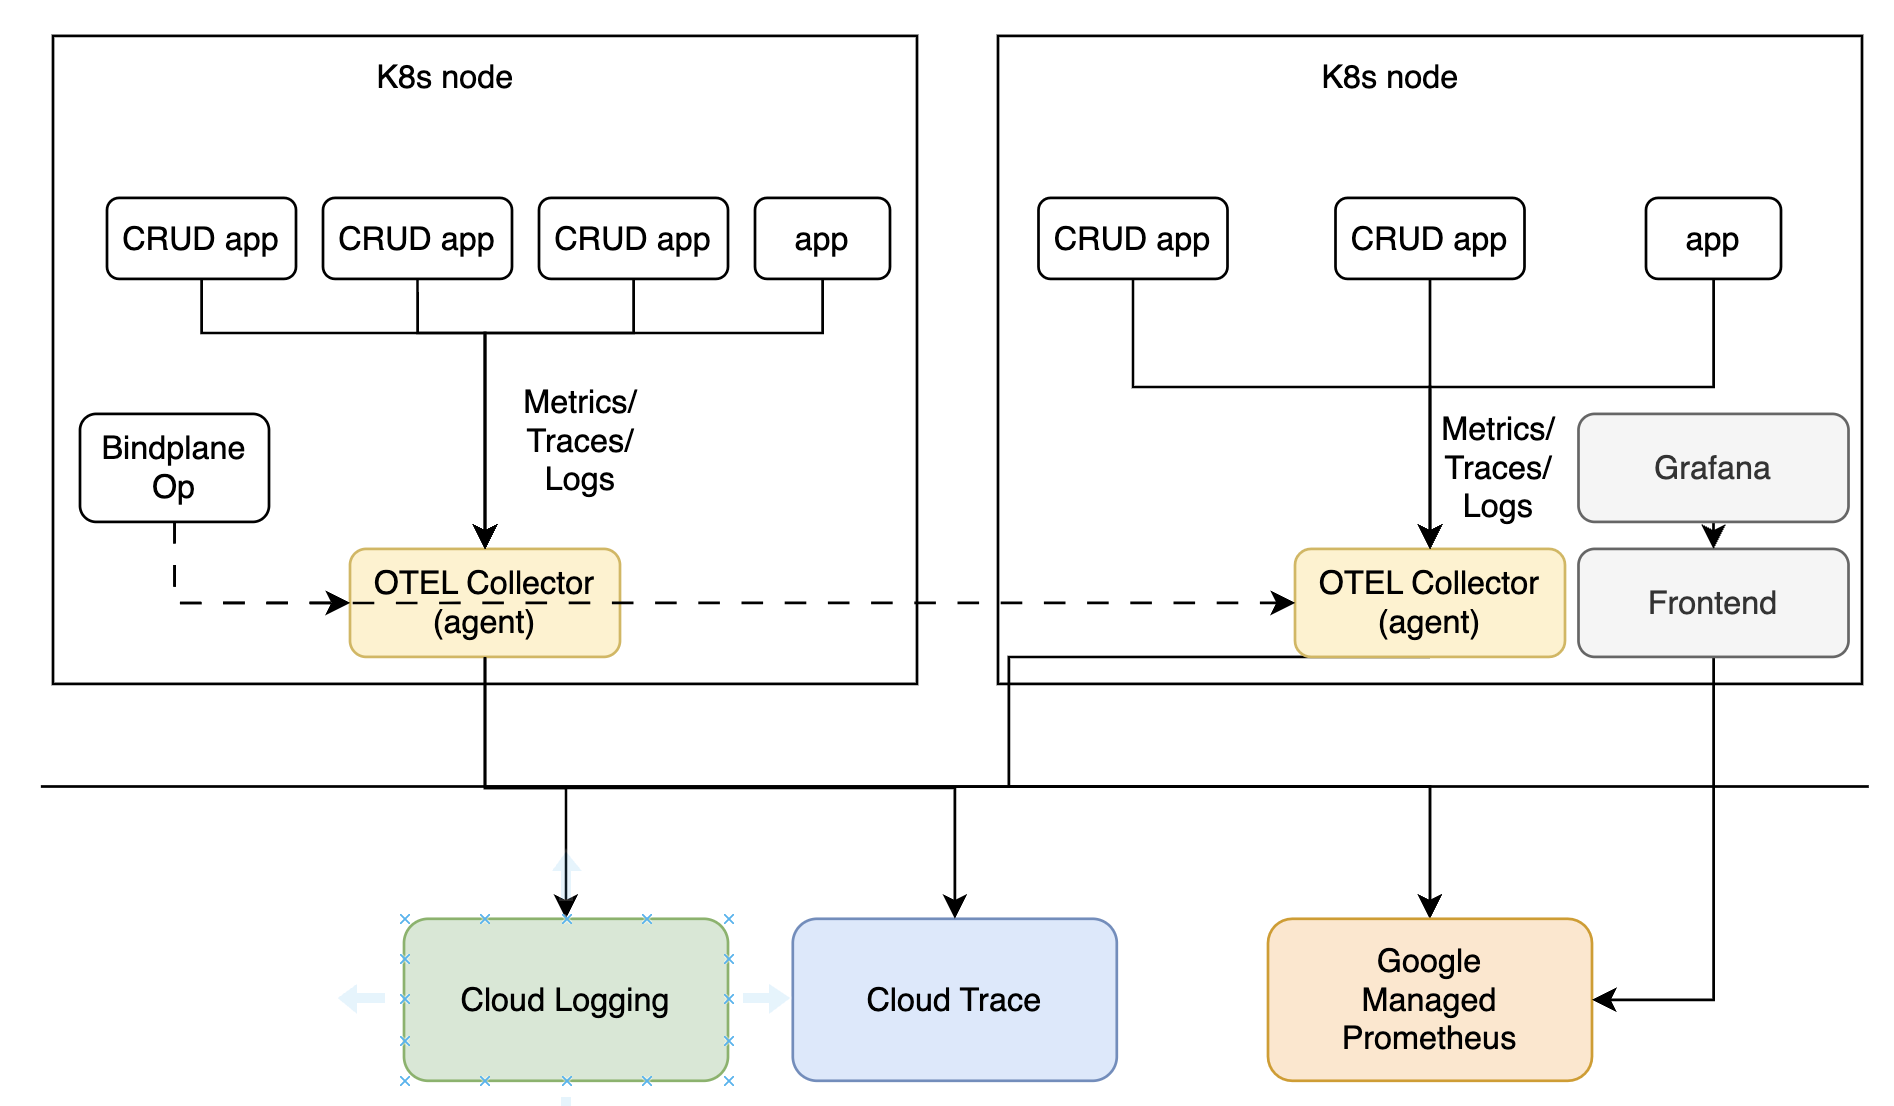 K8s node
K8s node
CRUD app
CRUD app
CRUD app
app
CRUD app
CRUD app
app
Metrics/
Traces/
Logs
Metrics/
Traces/
Logs
Bindplane
Op
Grafana
OTEL Collector
(agent)
OTEL Collector
(agent)
Frontend
Cloud Logging
Cloud Trace
Google
Managed
Prometheus